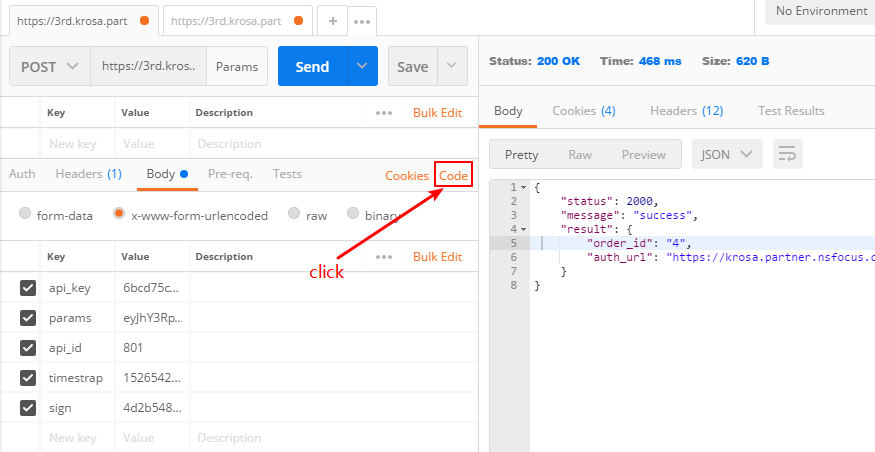 https://3rd.krosa.part
https://3rd.krosa.part
No Environment
POST
https://3rd.kros..
Params
Send
Save
Key Value Description
Bulk Edit
New key Value Description
Auth Headers (1) Body Pre-req. Tests
Cookies Code
form-data x-www-form-urlencoded raw binary
click
Key Value Description
Bulk Edit
api_key 6bcd75c...
params eyJhY3Rp...
api_id 801
timestrap 1526542...
sign 4d2b548...
New key Value Description
Status: 200 OK Time: 468 ms Size: 620 B
Body Cookies (4) Headers (12) Test Results
Pretty Raw Preview JSON
1 {
2 "status": 2000,
3 "message": "success",
4 "result": {
5 "order_id": "4",
6 "auth_url": "https://krosa.partner.nsfocus.c
7 }
8 }